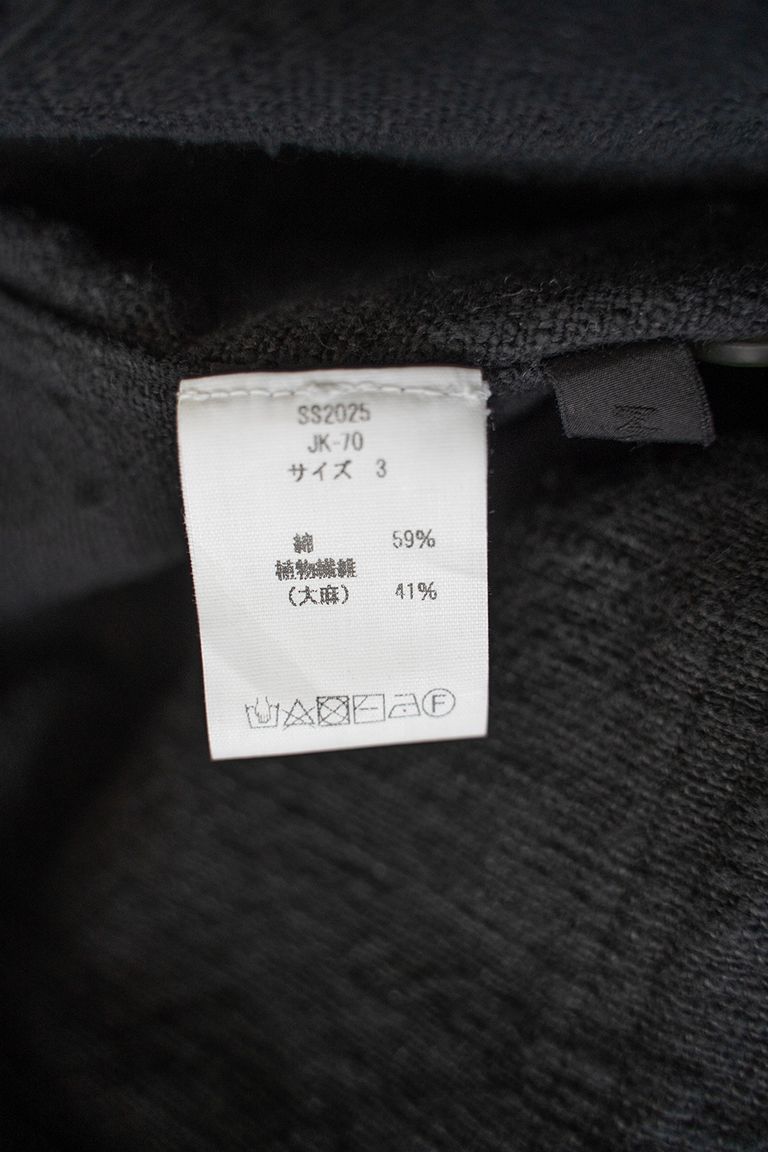 SS2025
JK-70
サイズ 3
綿 59%
植物繊維
(大麻) 41%
F